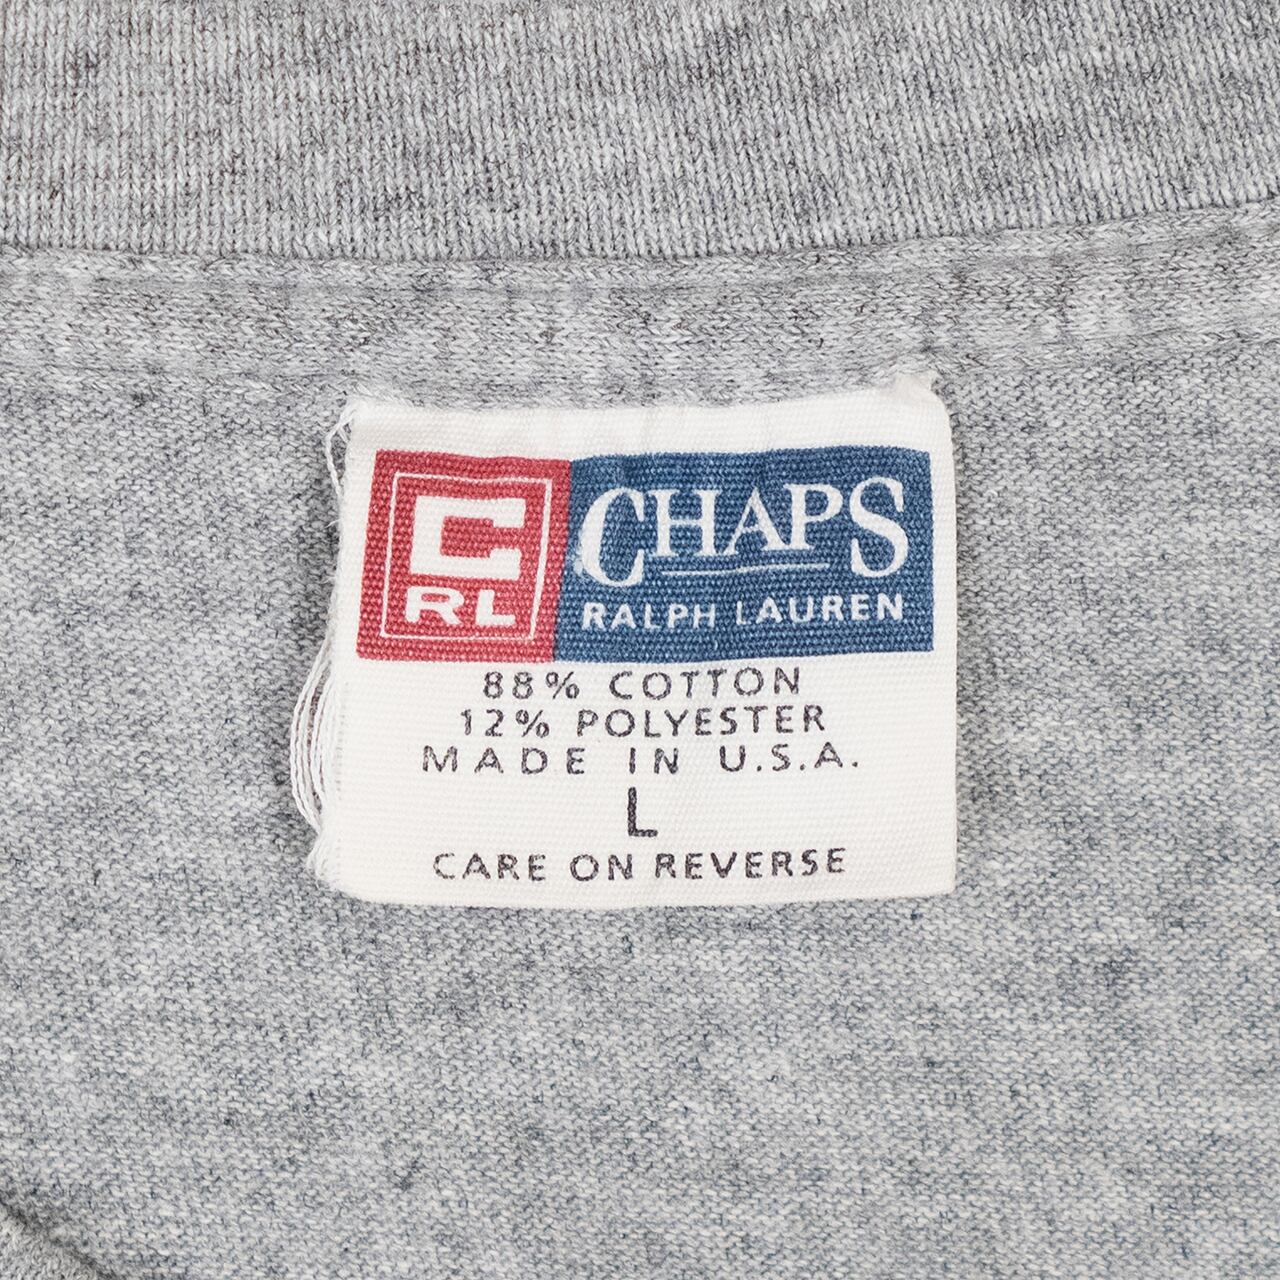 C
RL
CHAPS
RALPH LAUREN
88% COTTON
12% POLYESTER
MADE IN U.S.A.
L
CARE ON REVERSE